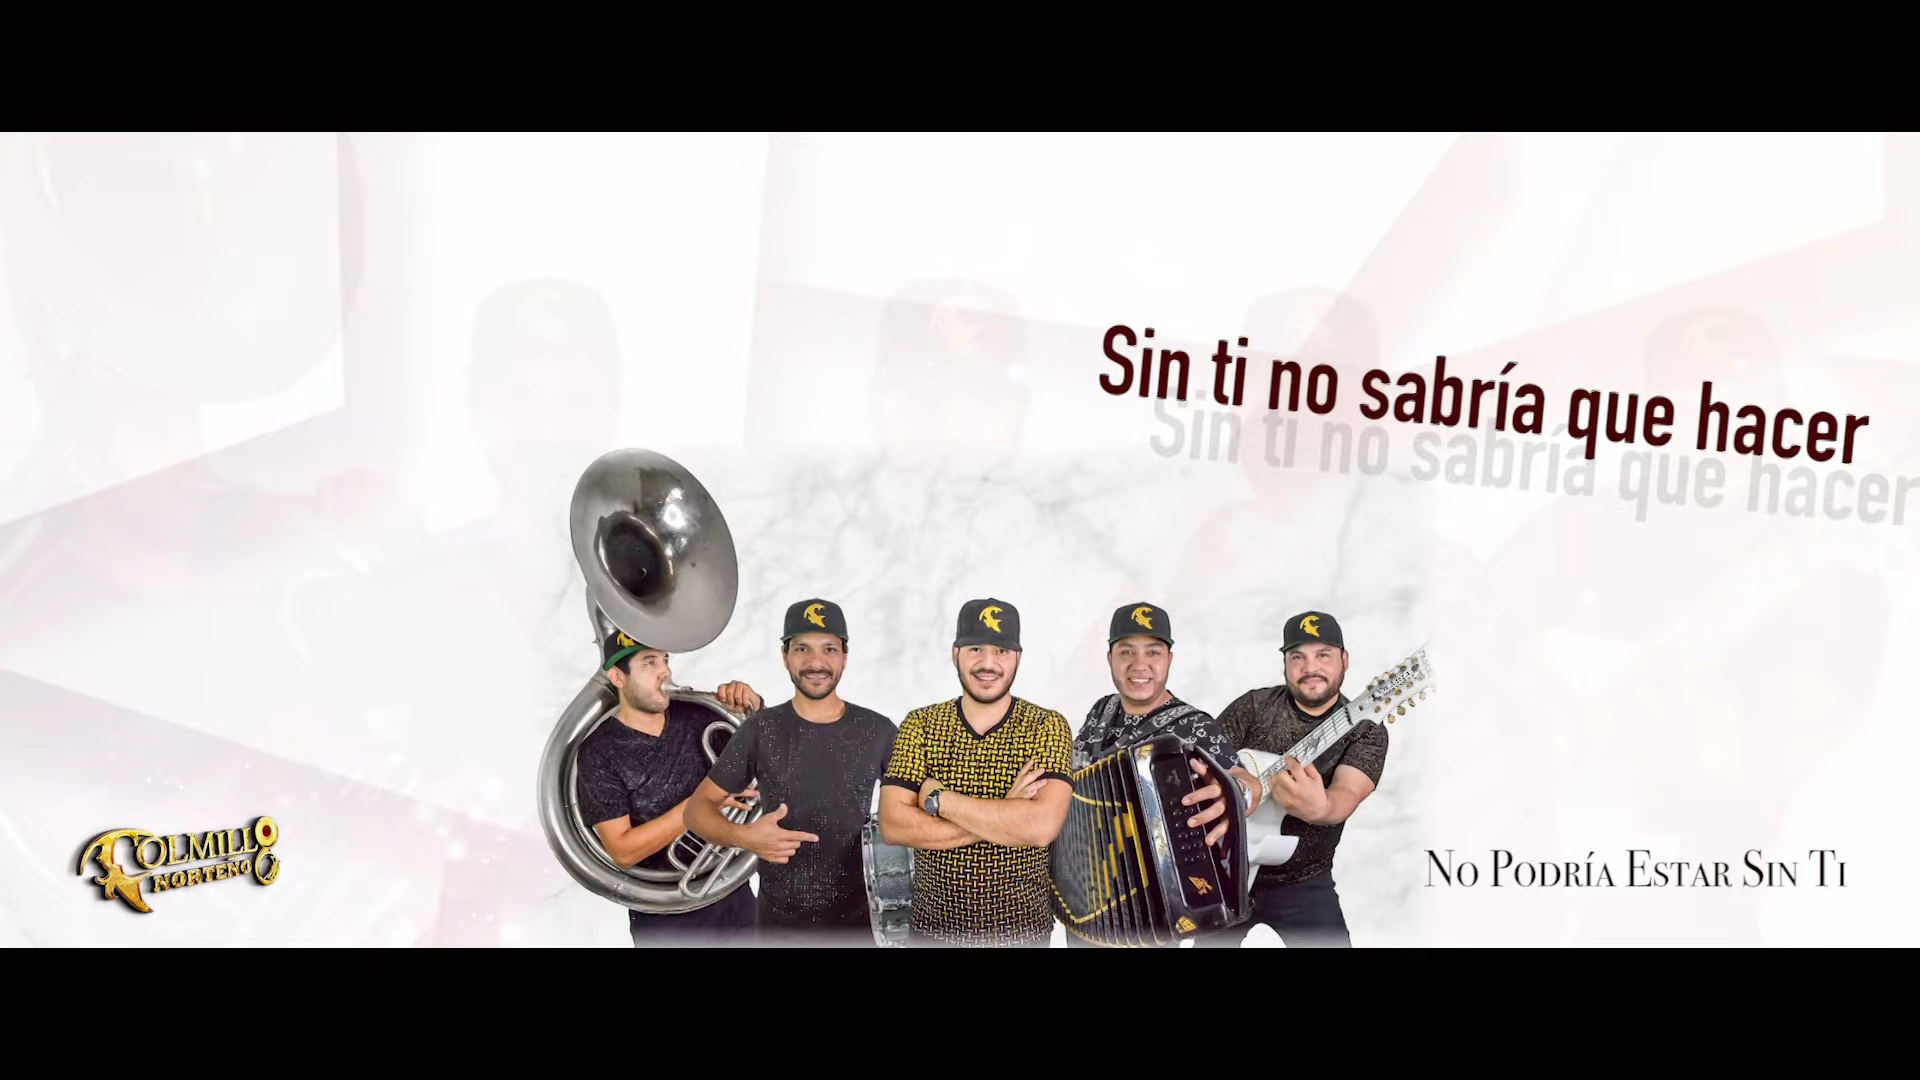 Sin ti no sabría que hacer
Sin ti no sabría que hacer
COLMILLO
NORTEÑO
No Podría Estar Sin Ti